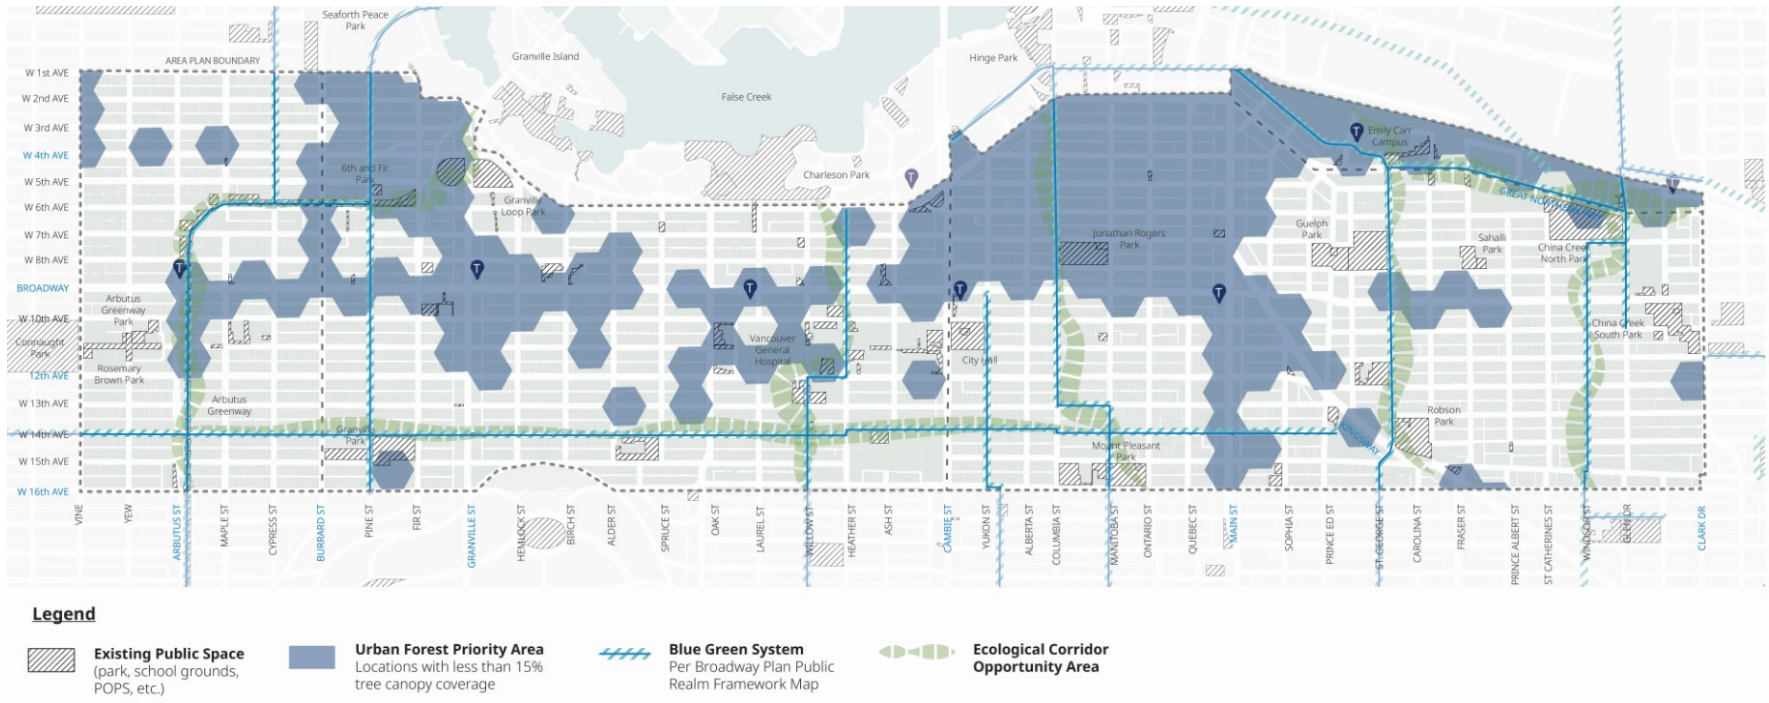 Seaforth Peace
Park
AREA PLAN BOUNDARY
Granville Island
False Creek
Hinge Park
W 1st AVE
W 2nd AVE
W 3rd AVE
W 4th AVE
W 5th AVE
W 6th AVE
W 7th AVE
W 8th AVE
BROADWAY
W 10th AVE
12th AVE
W 13th AVE
W 14th AVE
W 15th AVE
W 16th AVE
6th and Fir
Park
Charleson Park
T
Granville
Loop Park
T
Emily Carr
Campus
T
GREAT NORTHERN WAY
Guelph
Park
Jonathan Rogers
Park
Sahalli
Park
China Creek
North Park
T
T
T
T
T
Arbutus
Greenway
Park
Connaught
Park
Rosemary
Brown Park
Arbutus
Greenway
Vancouver
General
Hospital
City Hall
China Creek
South Park
Granville
Park
Mount Pleasant
Park
KINGSWAY
Robson
Park
VINE
YEW
ARBUTUS ST
MAPLE ST
CYPRESS ST
BURRARD ST
PINE ST
FIR ST
GRANVILLE ST
HEMLOCK ST
BIRCH ST
ALDER ST
SPRUCE ST
OAK ST
LAUREL ST
WILLOW ST
HEATHER ST
ASH ST
CAMBIE ST
YUKON ST
ALBERTA ST
COLUMBIA ST
MANITOBA ST
ONTARIO ST
QUEBEC ST
MAIN ST
SOPHIA ST
PRINCE ED ST
ST GEORGE ST
CAROLINA ST
FRASER ST
PRINCE ALBERT ST
ST CATHERINES ST
WINDSOR ST
GLEN DR
CLARK DR
Legend
Existing Public Space
(park, school grounds,
POPS, etc.)
Urban Forest Priority Area
Locations with less than 15%
tree canopy coverage
Blue Green System
Per Broadway Plan Public
Realm Framework Map
Ecological Corridor
Opportunity Area